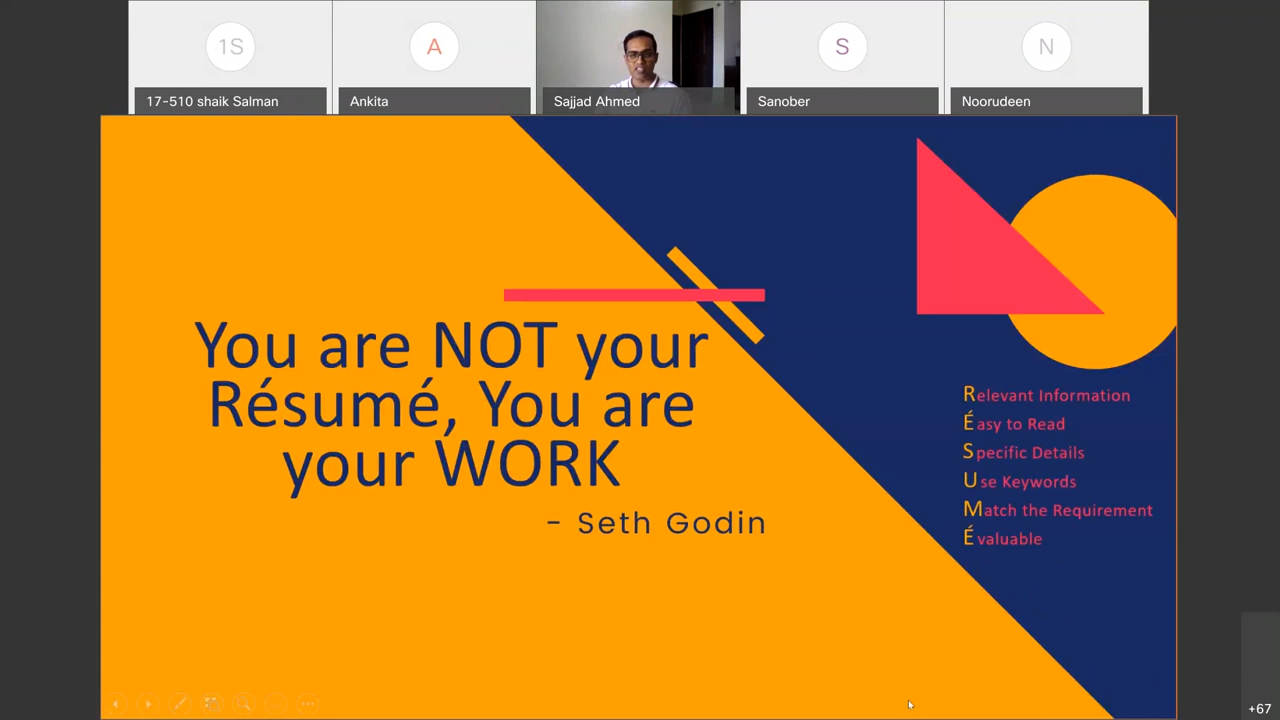 1S
A
S
N
17-510 shaik Salman
Ankita
Sajjad Ahmed
Sanober
Noorudeen
You are NOT your
Résumé, You are
your WORK
- Seth Godin
Relevant Information
Éasy to Read
Specific Details
Use Keywords
Match the Requirement
Évaluable
+67